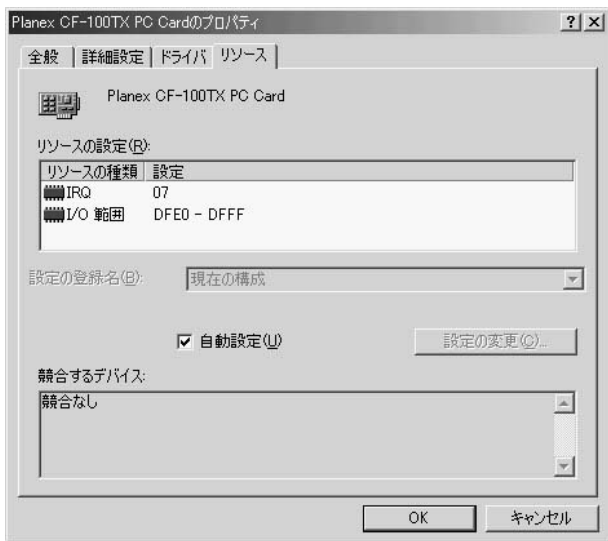 Planex CF-100TX PC Cardのプロパティ
全般 詳細設定 ドライバ リソース
Planex CF-100TX PC Card
リソースの設定(R):
リソースの種類 設定
IRQ 07
I/O 範囲 DFE0 - DFFF
設定の登録名(B): 現在の構成
自動設定(U) 設定の変更(C)...
競合するデバイス:
競合なし
OK キャンセル